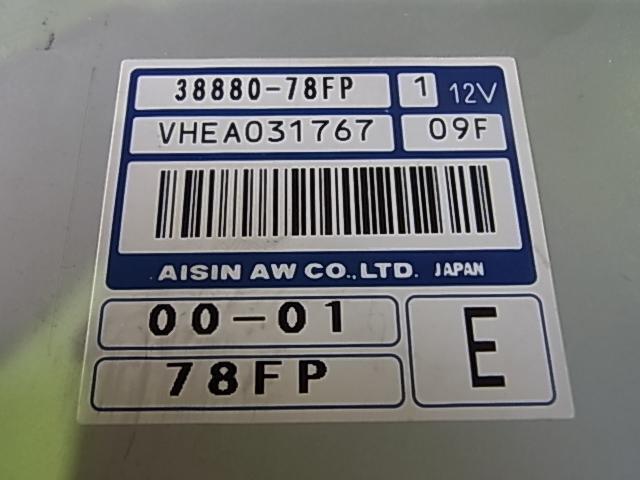 38880-78FP 1 12V
VHEA031767 09F
AISIN AW CO.,LTD. JAPAN
00-01
78FP
E